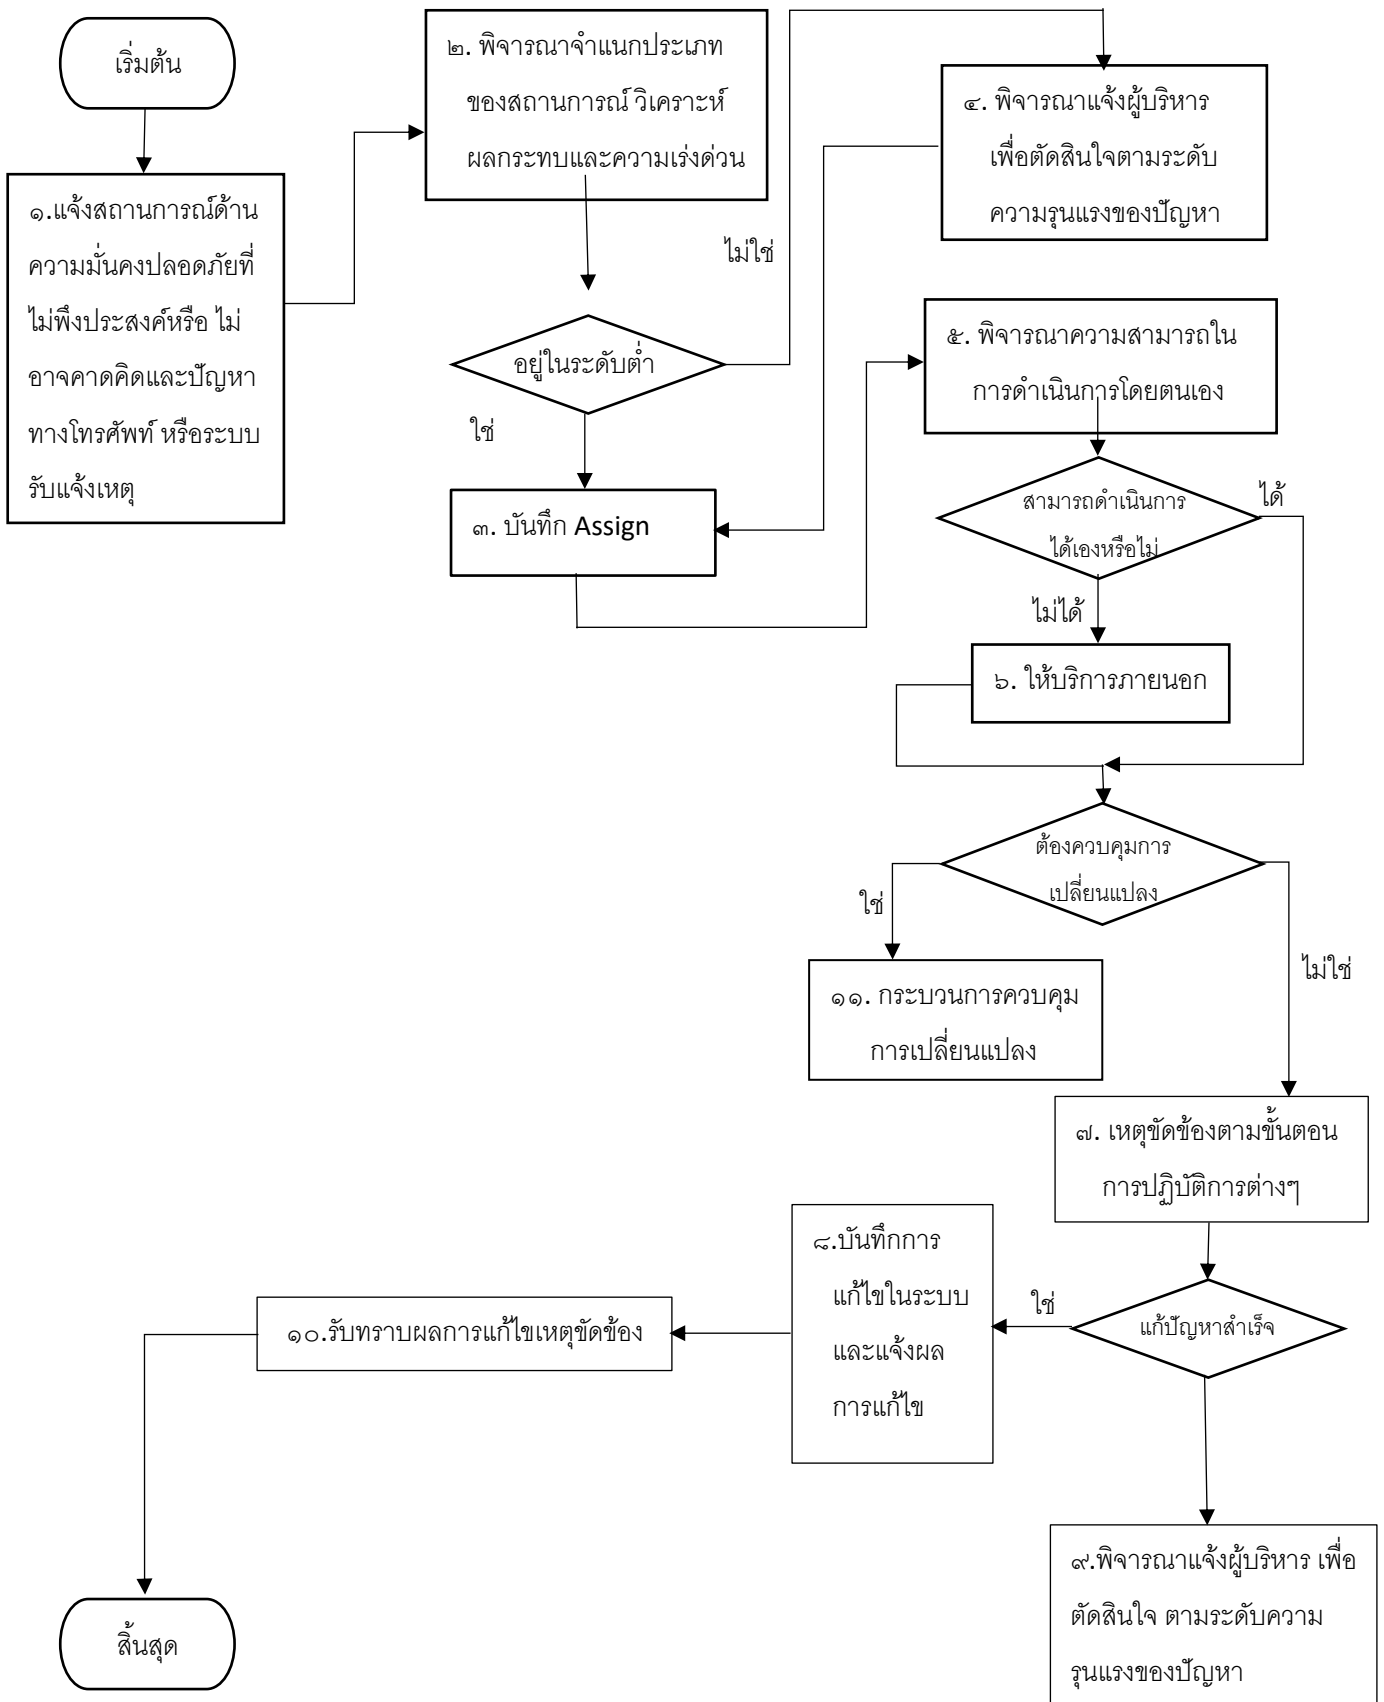 เริ่มต้น
๑.แจ้งสถานการณ์ด้าน
ความมั่นคงปลอดภัยที่
ไม่พึงประสงค์หรือ ไม่
อาจคาดคิดและปัญหา
ทางโทรศัพท์ หรือระบบ
รับแจ้งเหตุ
๒. พิจารณาจำแนกประเภท
ของสถานการณ์ วิเคราะห์
ผลกระทบและความเร่งด่วน
อยู่ในระดับต่ำ
ไม่ใช่
ใช่
๓. บันทึก Assign
๔. พิจารณาแจ้งผู้บริหาร
เพื่อตัดสินใจตามระดับ
ความรุนแรงของปัญหา
๕. พิจารณาความสามารถใน
การดำเนินการโดยตนเอง
สามารถดำเนินการ
ได้เองหรือไม่
ได้
ไม่ได้
๖. ให้บริการภายนอก
ต้องควบคุมการ
เปลี่ยนแปลง
ใช่
ไม่ใช่
๑๑. กระบวนการควบคุม
การเปลี่ยนแปลง
๗. เหตุขัดข้องตามขั้นตอน
การปฏิบัติการต่างๆ
แก้ปัญหาสำเร็จ
ใช่
๘.บันทึกการ
แก้ไขในระบบ
และแจ้งผล
การแก้ไข
๑๐.รับทราบผลการแก้ไขเหตุขัดข้อง
๙.พิจารณาแจ้งผู้บริหาร เพื่อ
ตัดสินใจ ตามระดับความ
รุนแรงของปัญหา
สิ้นสุด